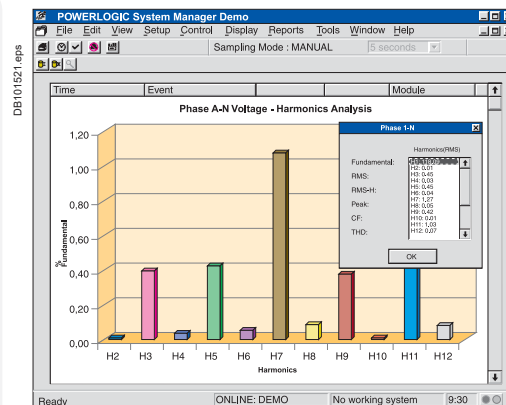 POWERLOGIC System Manager Demo
File Edit View Setup Control Display Reports Tools Window Help
Sampling Mode : MANUAL 5 seconds
DB101521.eps
Time Event Module
Phase A-N Voltage - Harmonics Analysis
Phase 1-N
Harmonics(RMS)
Fundamental:
RMS:
RMS-H:
Peak:
CF:
THD:
H2: 0.01
H3: 0.45
H4: 0.03
H5: 0.45
H6: 0.04
H7: 1,27
H8: 0.05
H9: 0.42
H10: 0.01
H11: 1,03
H12: 0.07
OK
1,20
1,00
0,80
0,60
0,40
0,20
0,00
% Fundamental
H2 H3 H4 H5 H6 H7 H8 H9 H10 H11 H12
Harmonics
Ready ONLINE: DEMO No working system 9:30